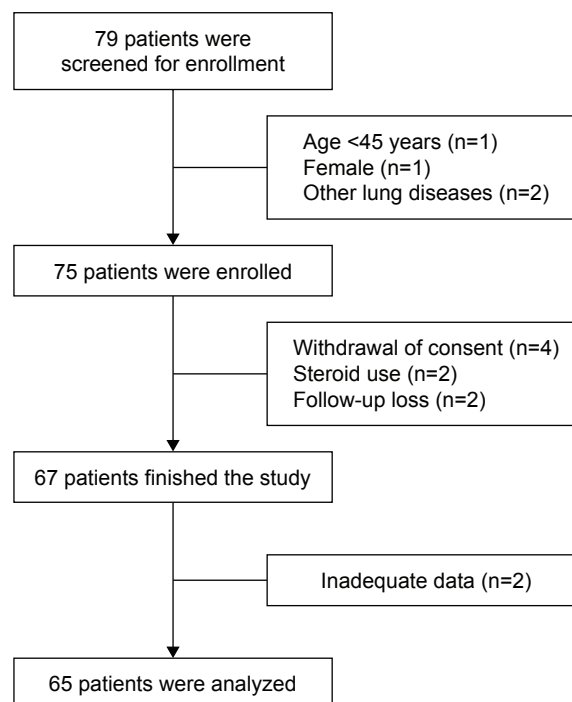 79 patients were
screened for enrollment
Age <45 years (n=1)
Female (n=1)
Other lung diseases (n=2)
75 patients were enrolled
Withdrawal of consent (n=4)
Steroid use (n=2)
Follow-up loss (n=2)
67 patients finished the study
Inadequate data (n=2)
65 patients were analyzed